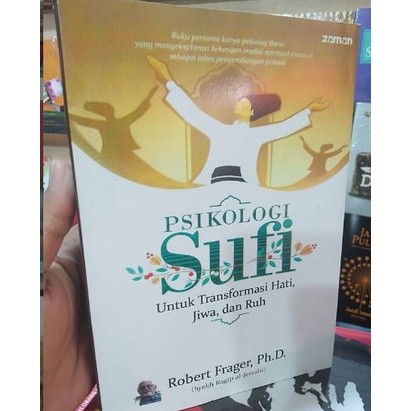 zaman
Buku pertama karya psikolog Barat
yang mengeksplorasi kekayaan tradisi spiritual tasawuf
sebagai jalan pengembangan pribadi
PSIKOLOGI
Sufi
Untuk Transformasi Hati,
Jiwa, dan Ruh
Robert Frager, Ph.D.
(Syekh Ragip al-Jerrahi)